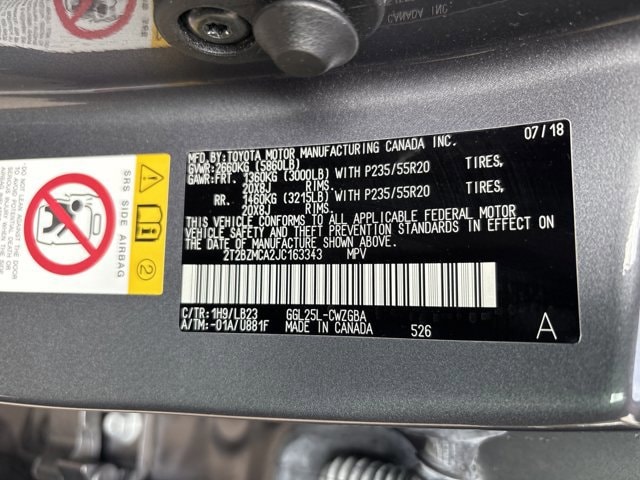 CANADA INC.
MFD. BY: TOYOTA MOTOR MANUFACTURING CANADA INC. 07/18
GVWR: 2660KG (5860LB)
GAWR: FRT. 1360KG (3000LB) WITH P235/55R20 TIRES,
20X8J RIMS.
RR. 1460KG (3215LB) WITH P235/55R20 TIRES,
20X8J RIMS.
THIS VEHICLE CONFORMS TO ALL APPLICABLE FEDERAL MOTOR
VEHICLE SAFETY AND THEFT PREVENTION STANDARDS IN EFFECT ON
THE DATE OF MANUFACTURE SHOWN ABOVE.
2T2BZMCA2JC163343 MPV
C/TR: 1H9/LB23 GGL25L-CWZGBA
A/TM: -01A/U881F MADE IN CANADA 526 A
SRS SIDE AIRBAG
2